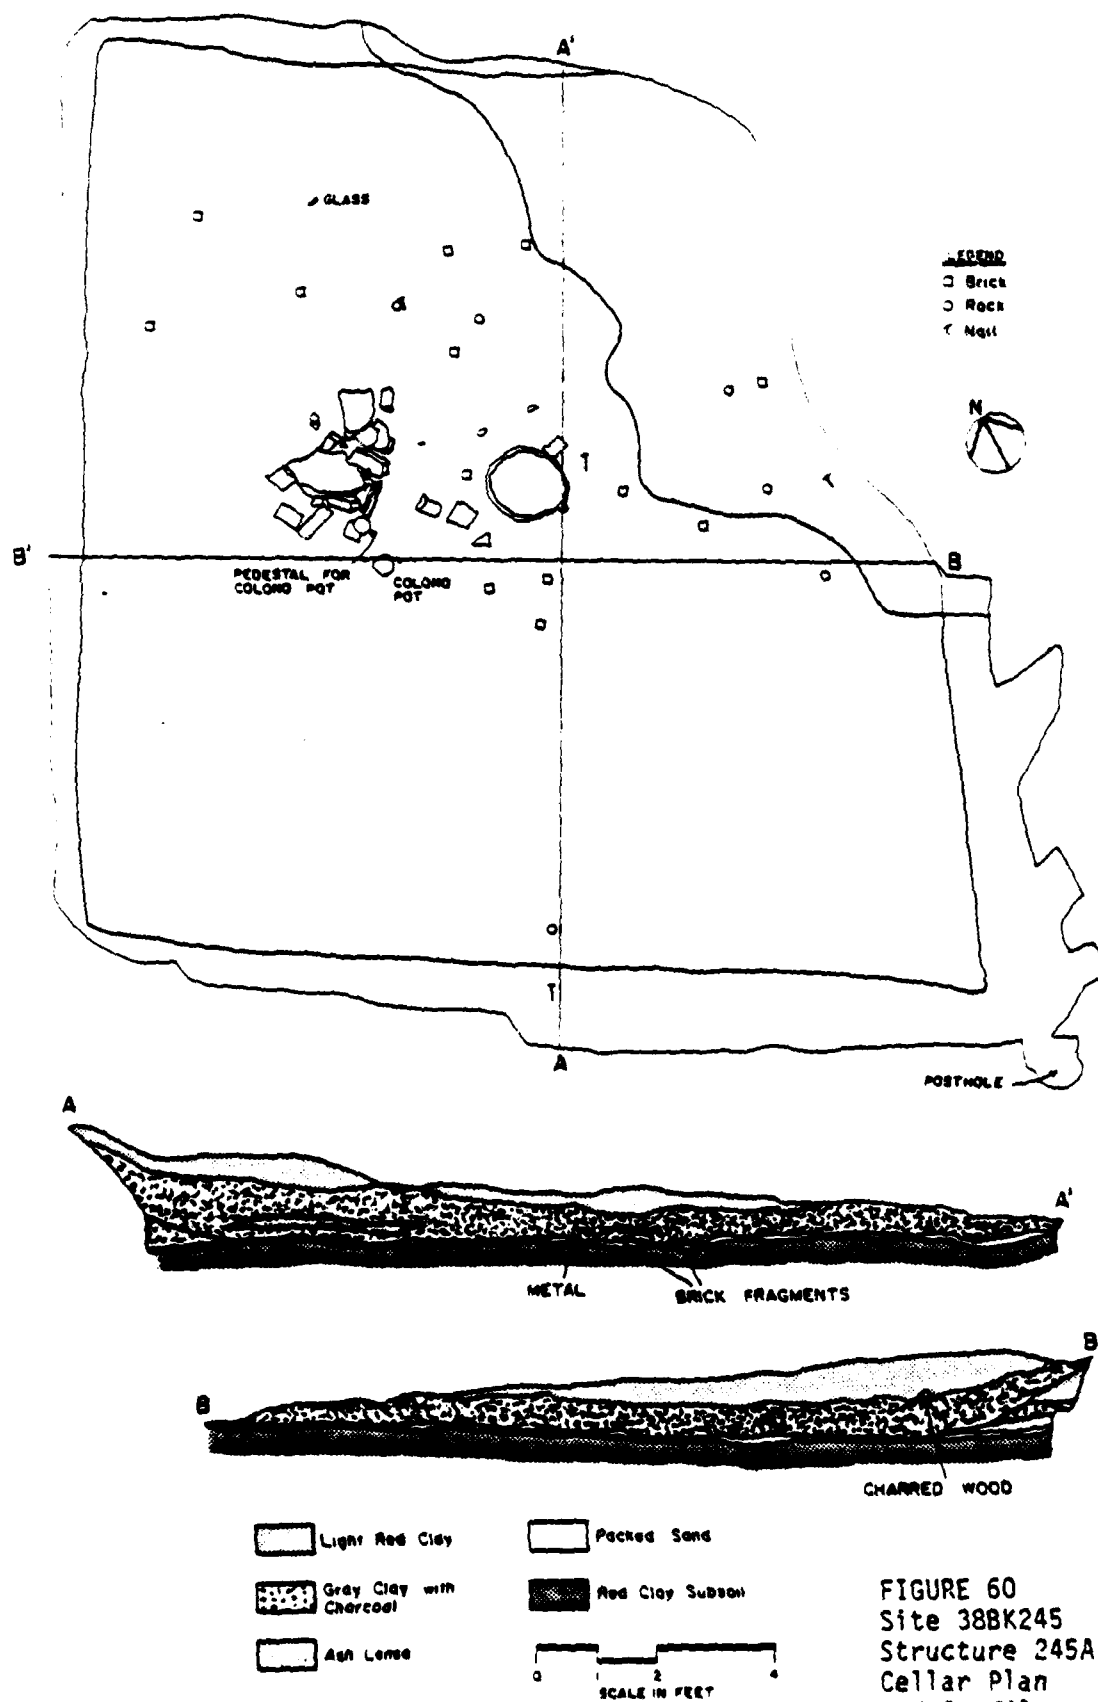 A'
GLASS
LEGEND
Brick
Rock
Nail
N
B'
B
PEDESTAL FOR
COLONO POT
COLONO
POT
A
POSTHOLE
A
A'
METAL
BRICK FRAGMENTS
B
B
CHARRED WOOD
Light Red Clay
Packed Sand
Gray Clay with
Charcoal
Red Clay Subsoil
Ash Lense
0 1 2 4
SCALE IN FEET
FIGURE 60
Site 38BK245
Structure 245A
Cellar Plan